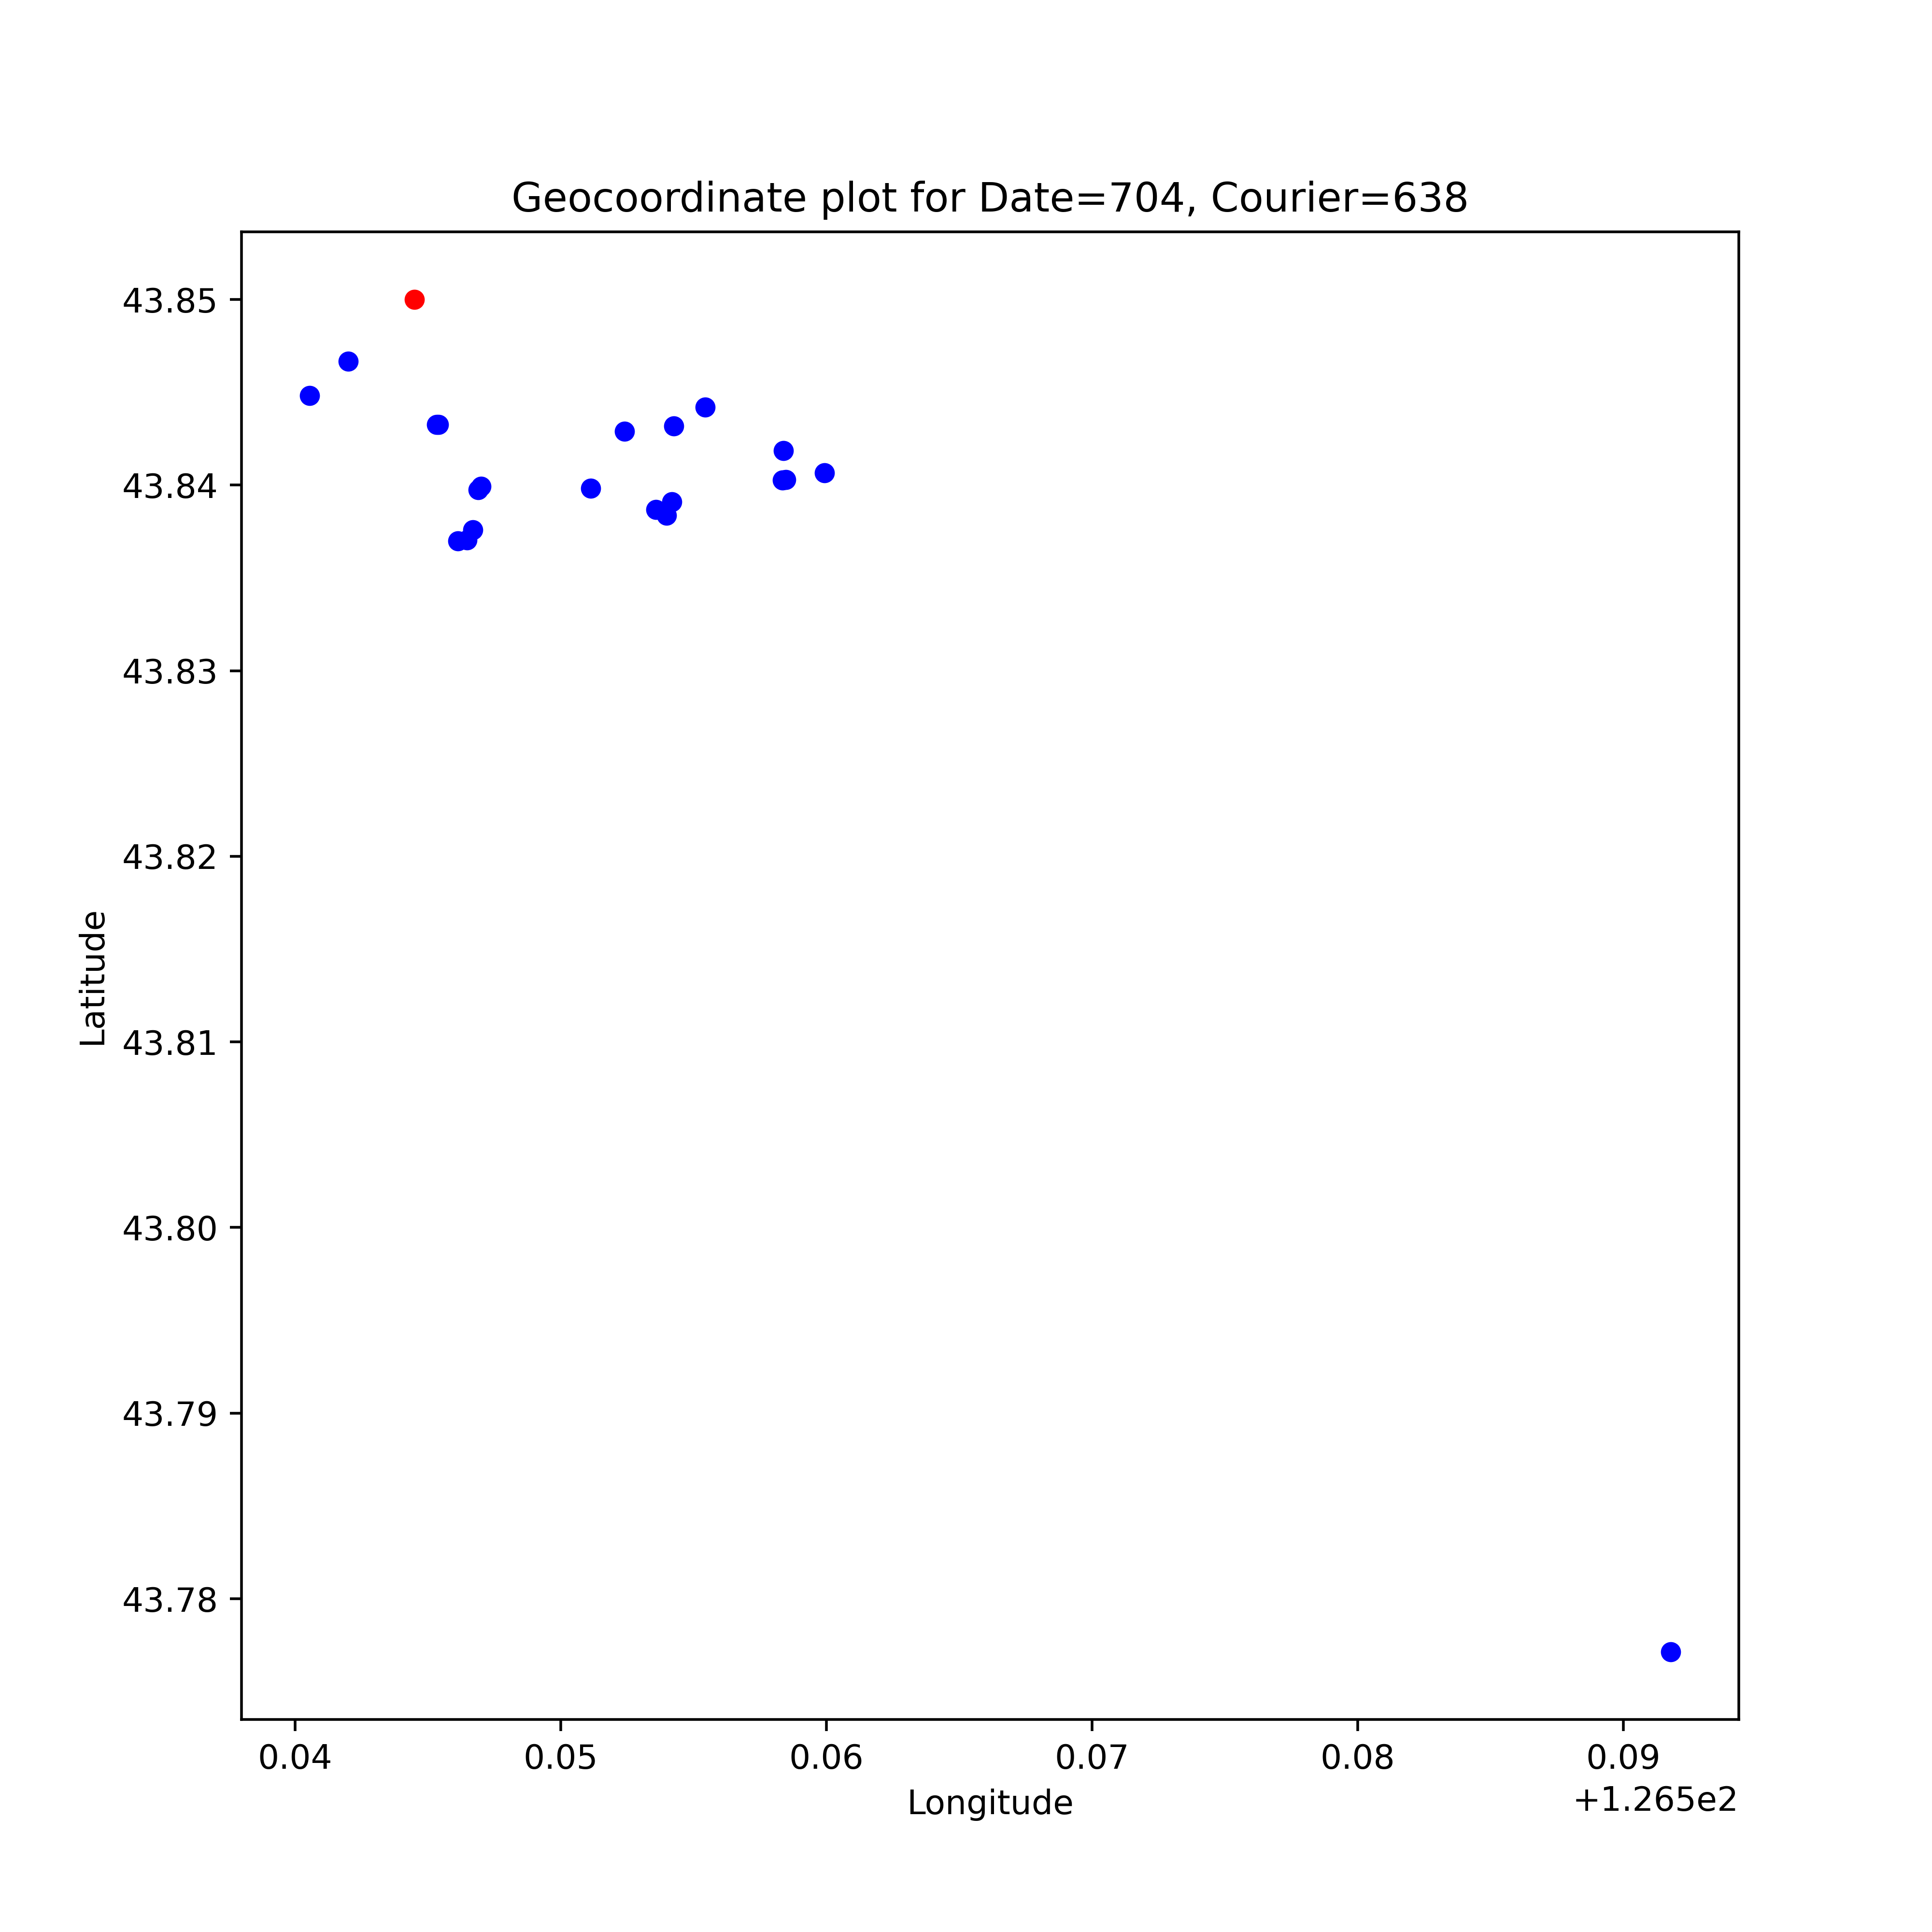 Geocoordinate plot for Date=704, Courier=638
43.85
43.84
43.83
43.82
43.81
43.80
43.79
43.78
Latitude
0.04 0.05 0.06 0.07 0.08 0.09
+1.265e2
Longitude